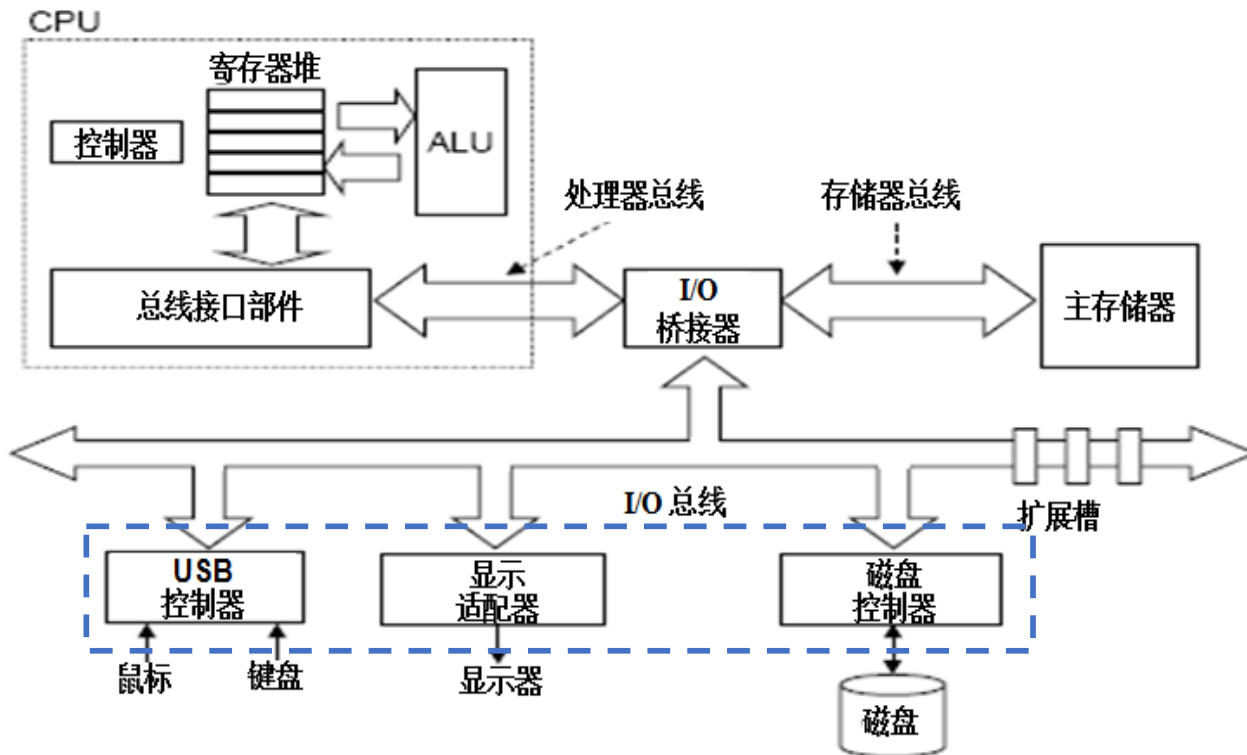 CPU
寄存器堆
控制器
ALU
处理器总线
存储器总线
总线接口部件
I/O
桥接器
主存储器
I/O 总线
扩展槽
USB
控制器
显示
适配器
磁盘
控制器
鼠标
键盘
显示器
磁盘